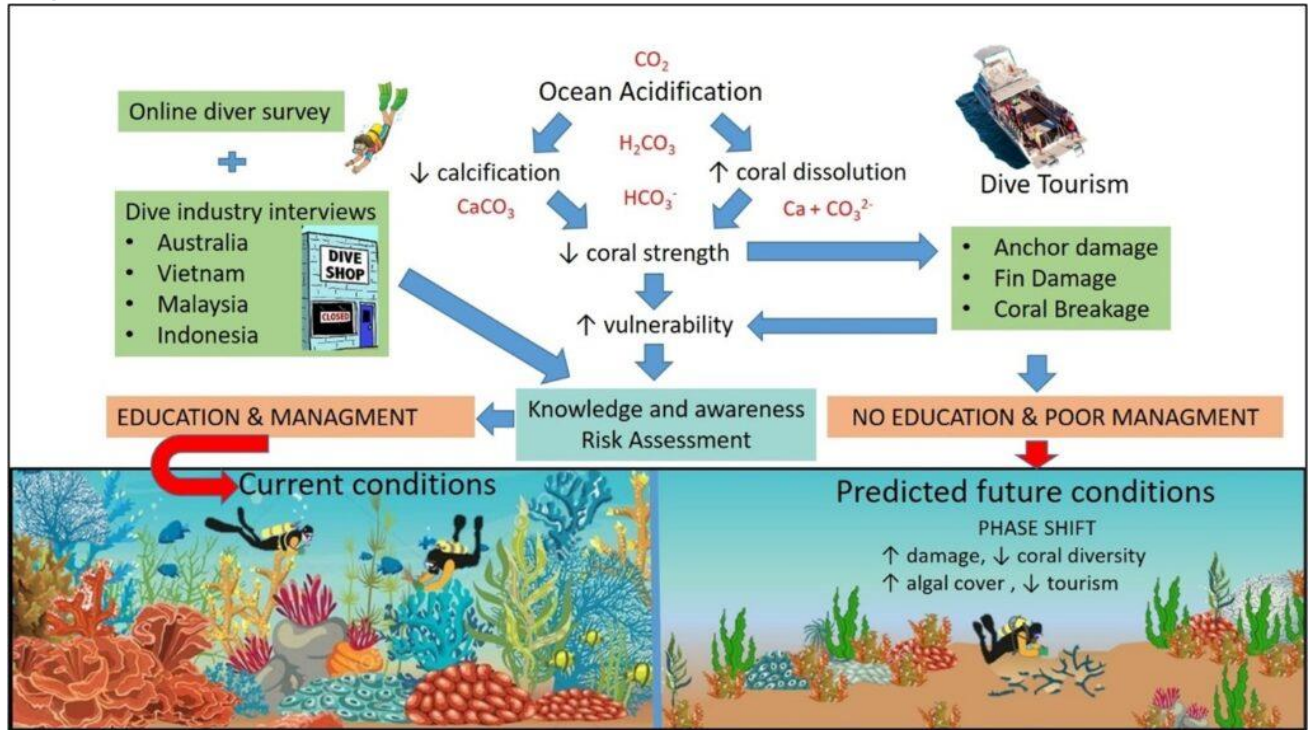 Online diver survey
Dive industry interviews
• Australia
• Vietnam
• Malaysia
• Indonesia
DIVE
SHOP
CLOSED
CO₂
Ocean Acidification
H₂CO₃
↓ calcification
↑ coral dissolution
CaCO₃
HCO₃⁻
Ca + CO₃²⁻
↓ coral strength
↑ vulnerability
Dive Tourism
• Anchor damage
• Fin Damage
• Coral Breakage
EDUCATION & MANAGMENT
Knowledge and awareness
Risk Assessment
NO EDUCATION & POOR MANAGMENT
Current conditions
Predicted future conditions
PHASE SHIFT
↑ damage, ↓ coral diversity
↑ algal cover , ↓ tourism